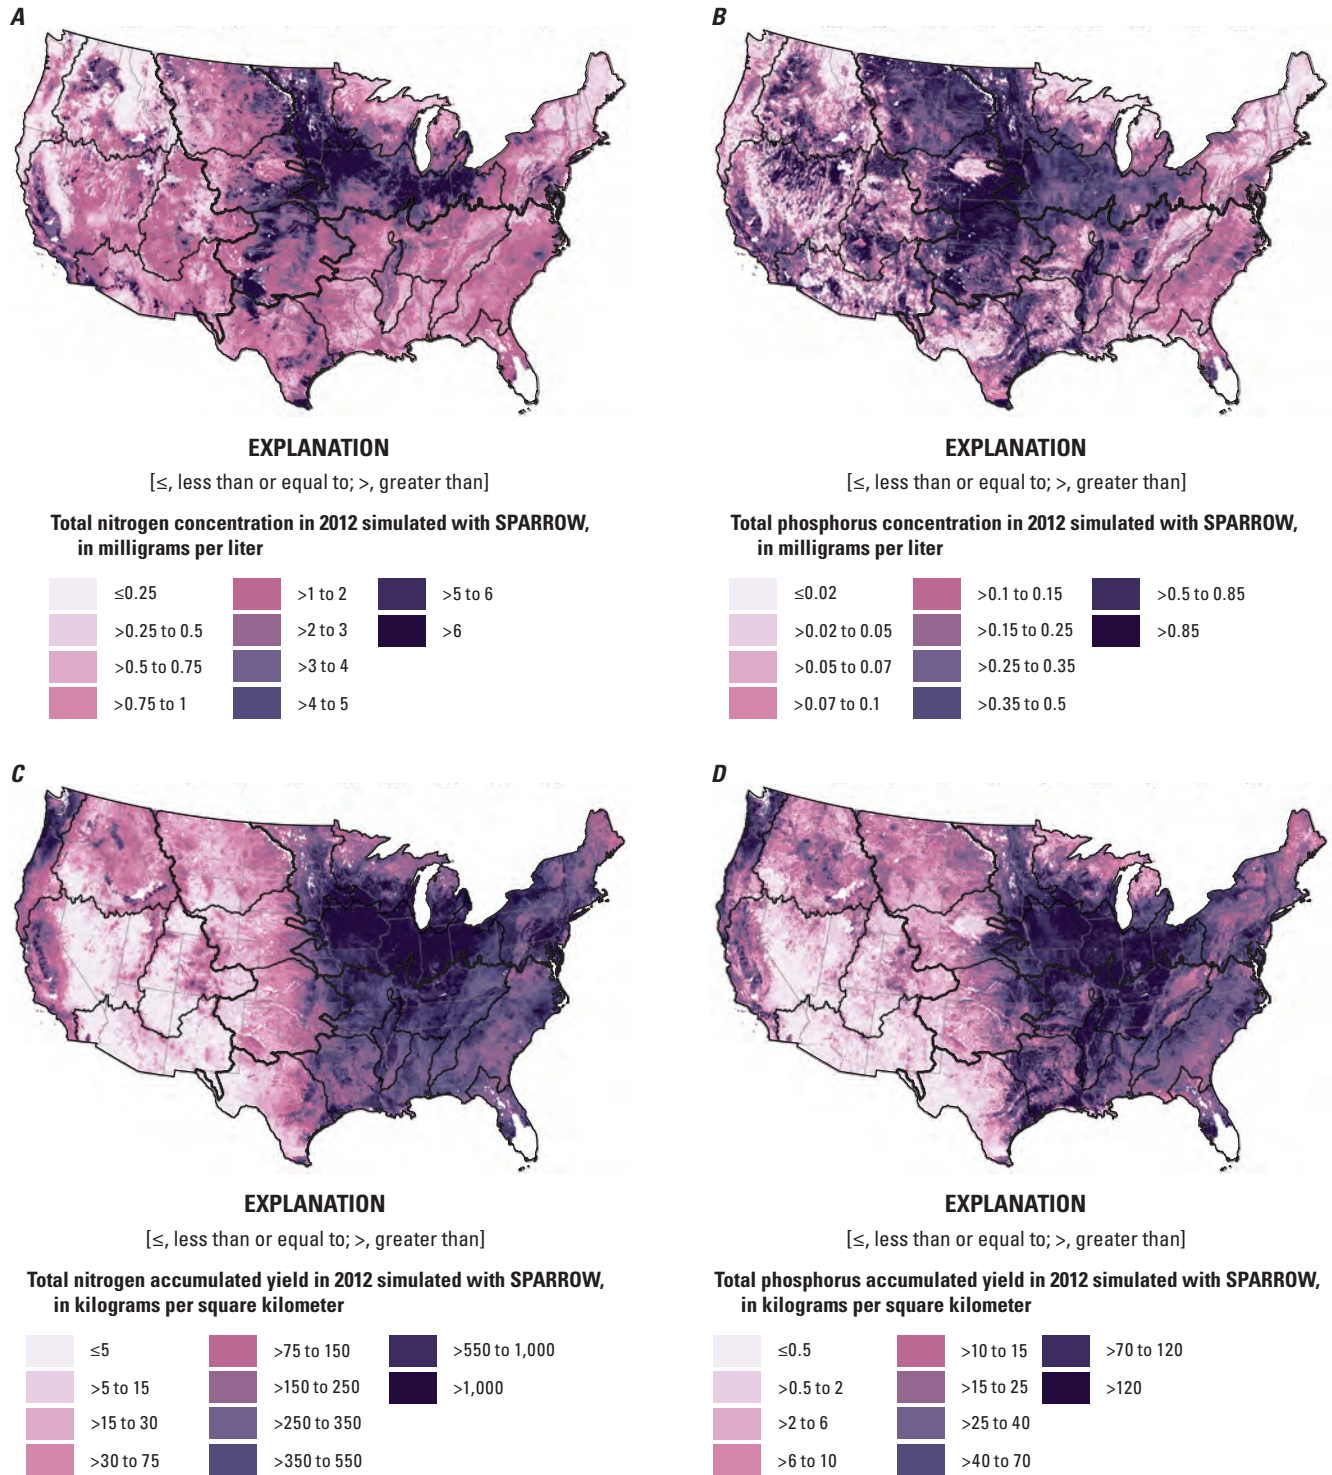 A
B
EXPLANATION
[≤, less than or equal to; >, greater than]
Total nitrogen concentration in 2012 simulated with SPARROW,
in milligrams per liter
≤0.25
>0.25 to 0.5
>0.5 to 0.75
>0.75 to 1
>1 to 2
>2 to 3
>3 to 4
>4 to 5
>5 to 6
>6
EXPLANATION
[≤, less than or equal to; >, greater than]
Total phosphorus concentration in 2012 simulated with SPARROW,
in milligrams per liter
≤0.02
>0.02 to 0.05
>0.05 to 0.07
>0.07 to 0.1
>0.1 to 0.15
>0.15 to 0.25
>0.25 to 0.35
>0.35 to 0.5
>0.5 to 0.85
>0.85
C
D
EXPLANATION
[≤, less than or equal to; >, greater than]
Total nitrogen accumulated yield in 2012 simulated with SPARROW,
in kilograms per square kilometer
≤5
>5 to 15
>15 to 30
>30 to 75
>75 to 150
>150 to 250
>250 to 350
>350 to 550
>550 to 1,000
>1,000
EXPLANATION
[≤, less than or equal to; >, greater than]
Total phosphorus accumulated yield in 2012 simulated with SPARROW,
in kilograms per square kilometer
≤0.5
>0.5 to 2
>2 to 6
>6 to 10
>10 to 15
>15 to 25
>25 to 40
>40 to 70
>70 to 120
>120